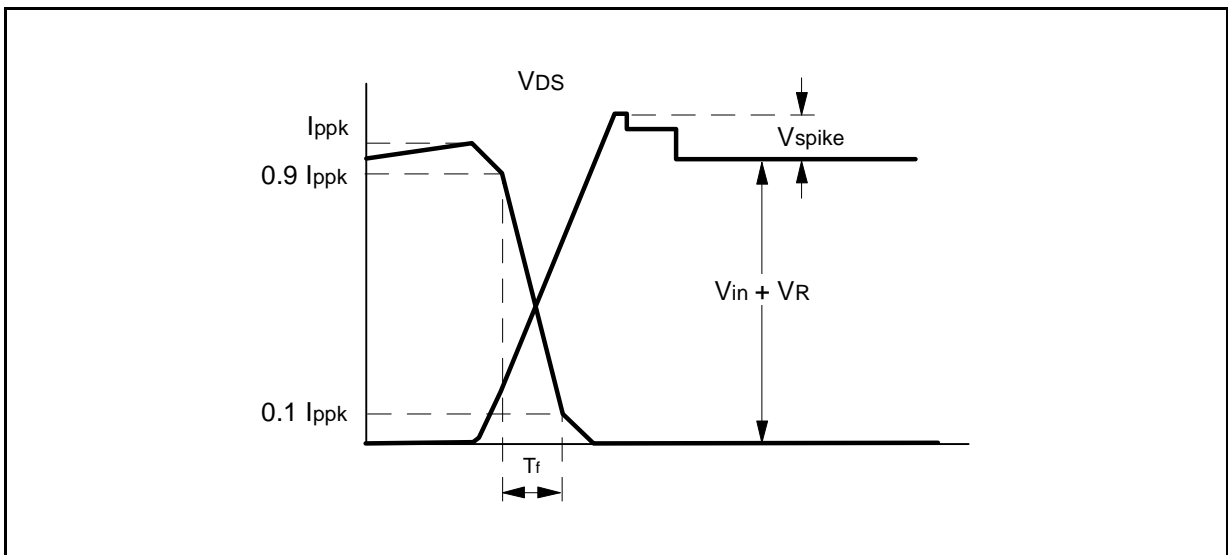 VDS
Ippk
Vspike
0.9 Ippk
Vin + VR
0.1 Ippk
Tf